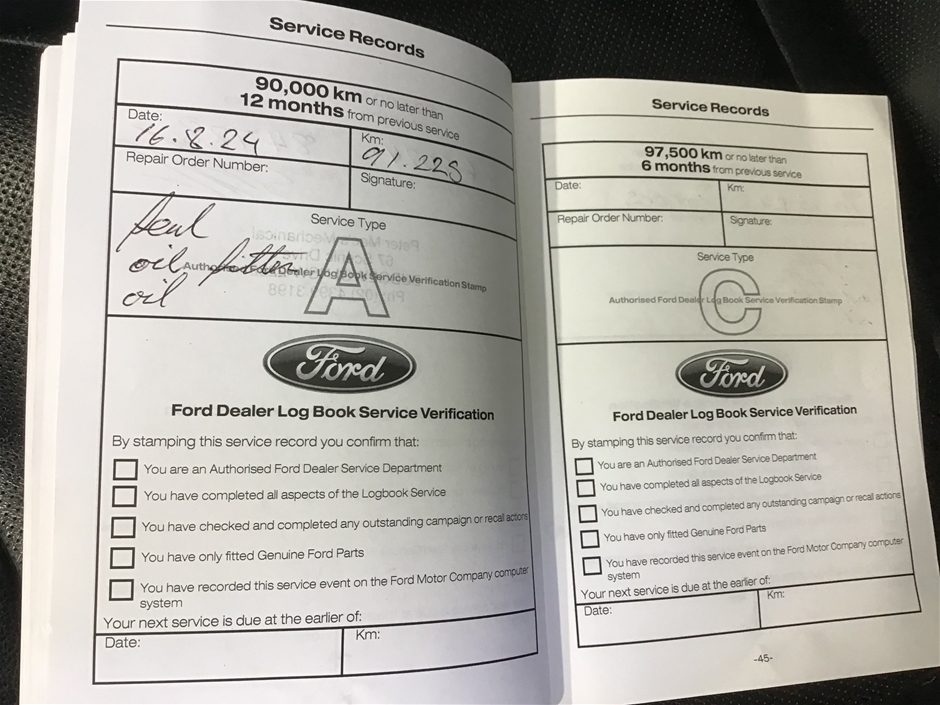 Service Records
90,000 km or no later than
12 months from previous service
Date:
16.8.24
Km:
91.225
Repair Order Number:
Signature:
Service Type
A
oil
Authorised Ford Dealer Log Book Service Verification Stamp
oil
Ford
Ford Dealer Log Book Service Verification
By stamping this service record you confirm that:
You are an Authorised Ford Dealer Service Department
You have completed all aspects of the Logbook Service
You have checked and completed any outstanding campaign or recal actions
You have only fitted Genuine Ford Parts
You have recorded this service event on the Ford Motor Company computer
system
Your next service is due at the earlier of:
Date:
Km:
Service Records
97,500 km or no later than
6 months from previous service
Date:
Km:
Repair Order Number:
Signature:
Service Type
C
Authorised Ford Dealer Log Book Service Verification Stamp
Ford
Ford Dealer Log Book Service Verification
By stamping this service record you confirm that:
You are an Authorised Ford Dealer Service Department
You have completed all aspects of the Logbook Service
You have checked and completed any outstanding campaign or recal actions
You have only fitted Genuine Ford Parts
You have recorded this service event on the Ford Motor Company computer
system
Your next service is due at the earlier of:
Date:
Km:
-45-